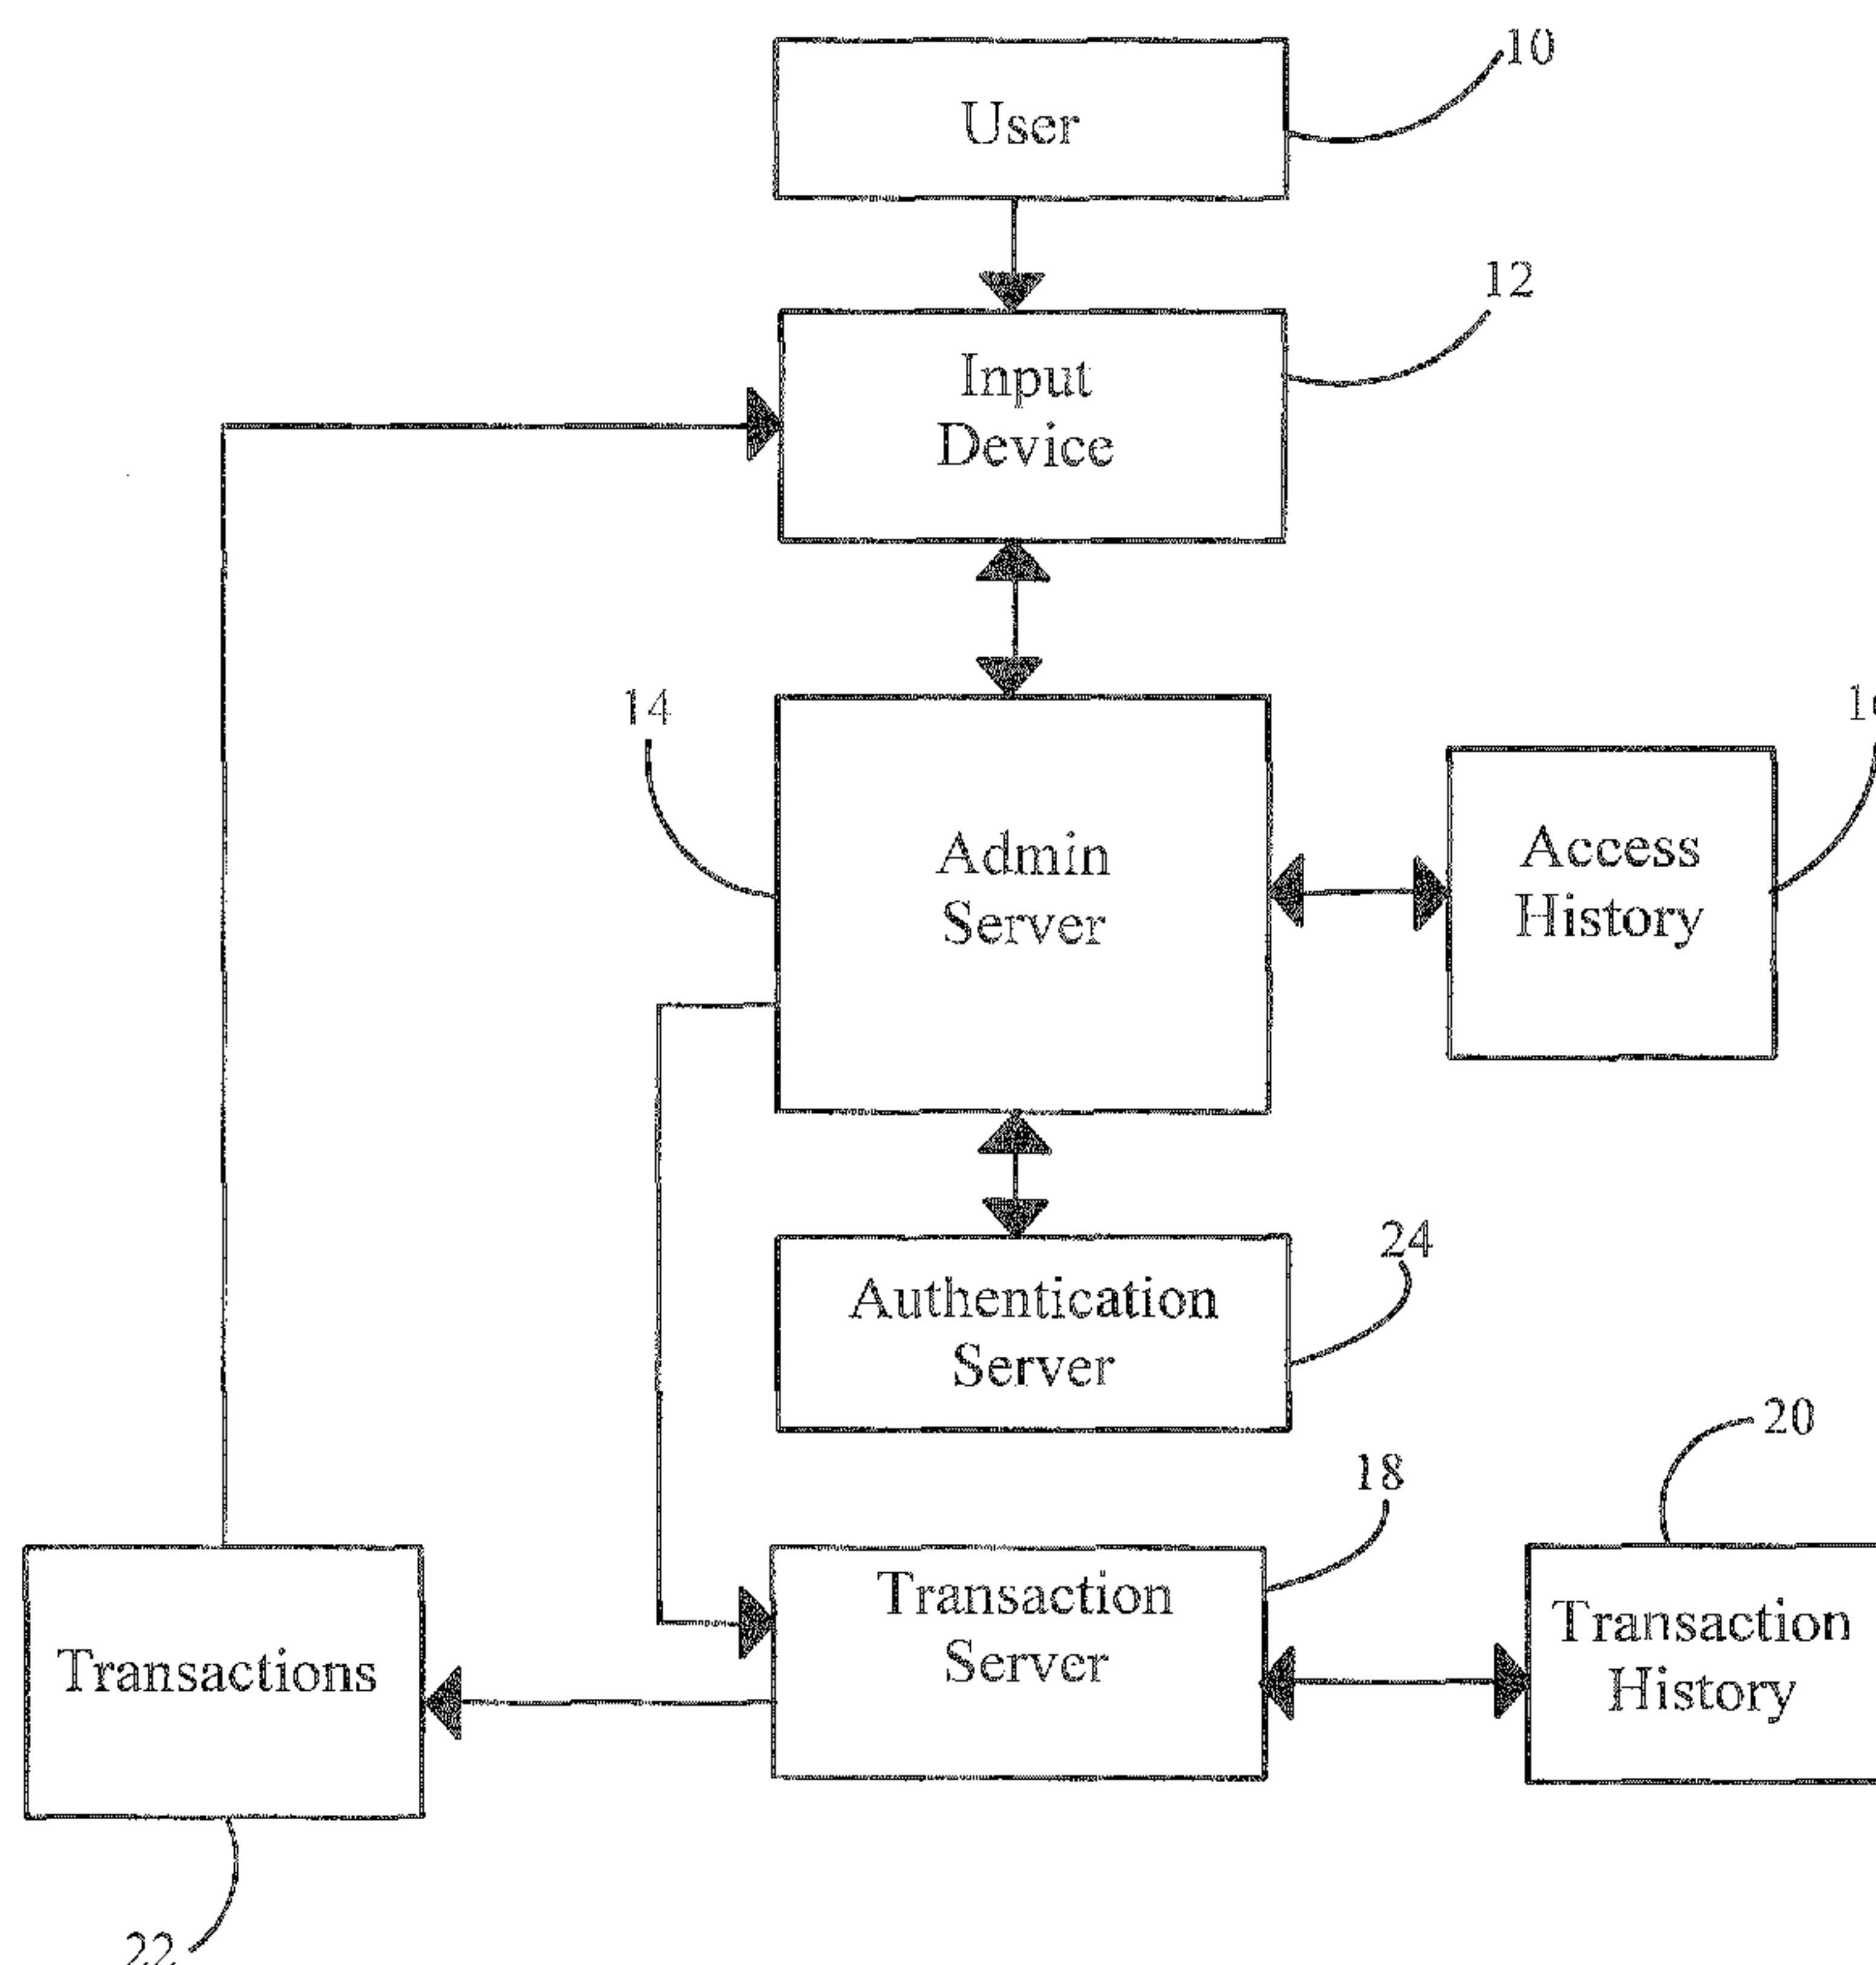 10
User
12
Input
Device
14
Admin
Server
Access
History
24
Authentication
Server
20
18
Transactions
Transaction
Server
Transaction
History
22